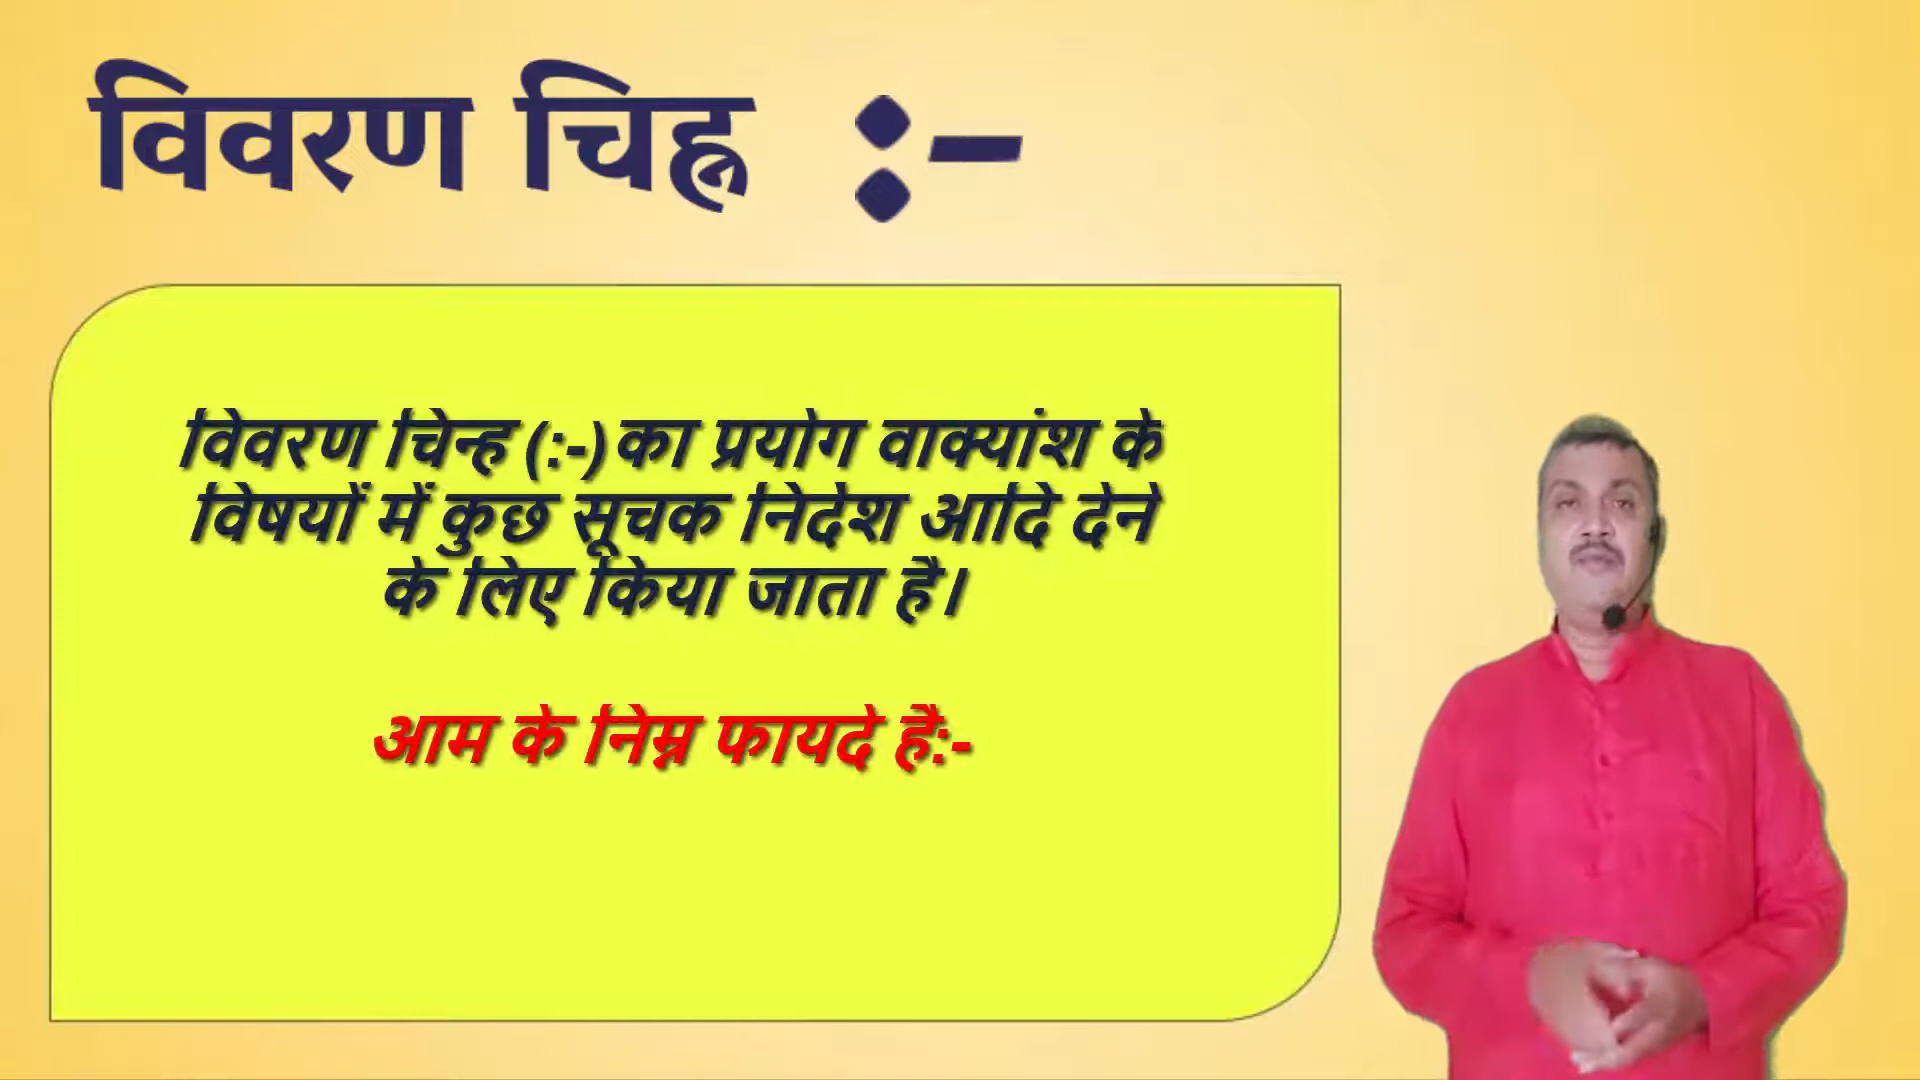 विवरण चिह्न :-
विवरण चिन्ह (:-) का प्रयोग वाक्यांश के
विषयों में कुछ सूचक निर्देश आदि देने
के लिए किया जाता है।
आम के निम्न फायदे है:-